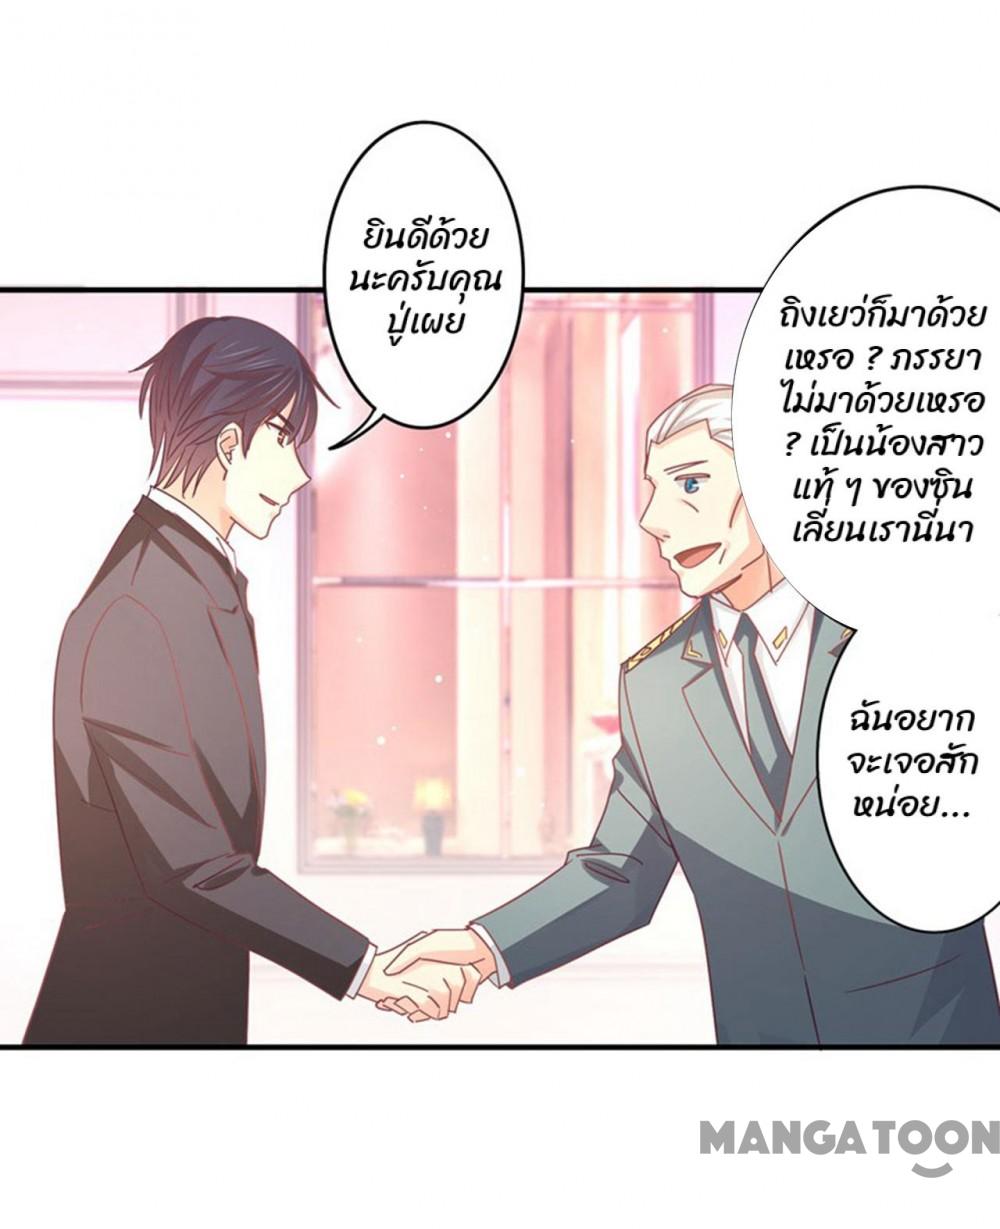 ยินดีด้วย
นะครับคุณ
ปู่เผย
ถิงเยว่ก็มาด้วย
เหรอ ? ภรรยา
ไม่มาด้วยเหรอ
? เป็นน้องสาว
แท้ ๆ ของซิน
เลี่ยนเรานี่นา
ฉันอยาก
จะเจอสัก
หน่อย...
MANGATOON